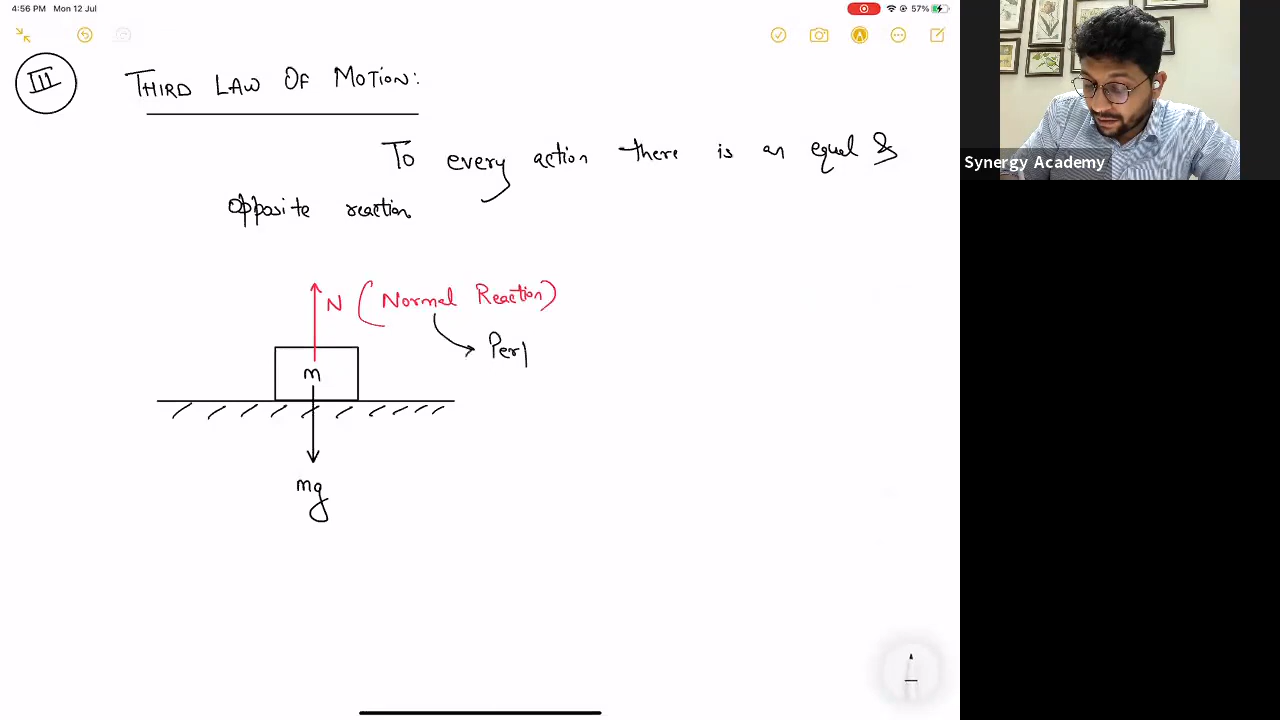 4:56 PM Mon 12 Jul
57%
III
THIRD LAW OF MOTION:
To every action there is an equal &
opposite reaction
N (Normal Reaction)
Perp
m
mg
Synergy Academy